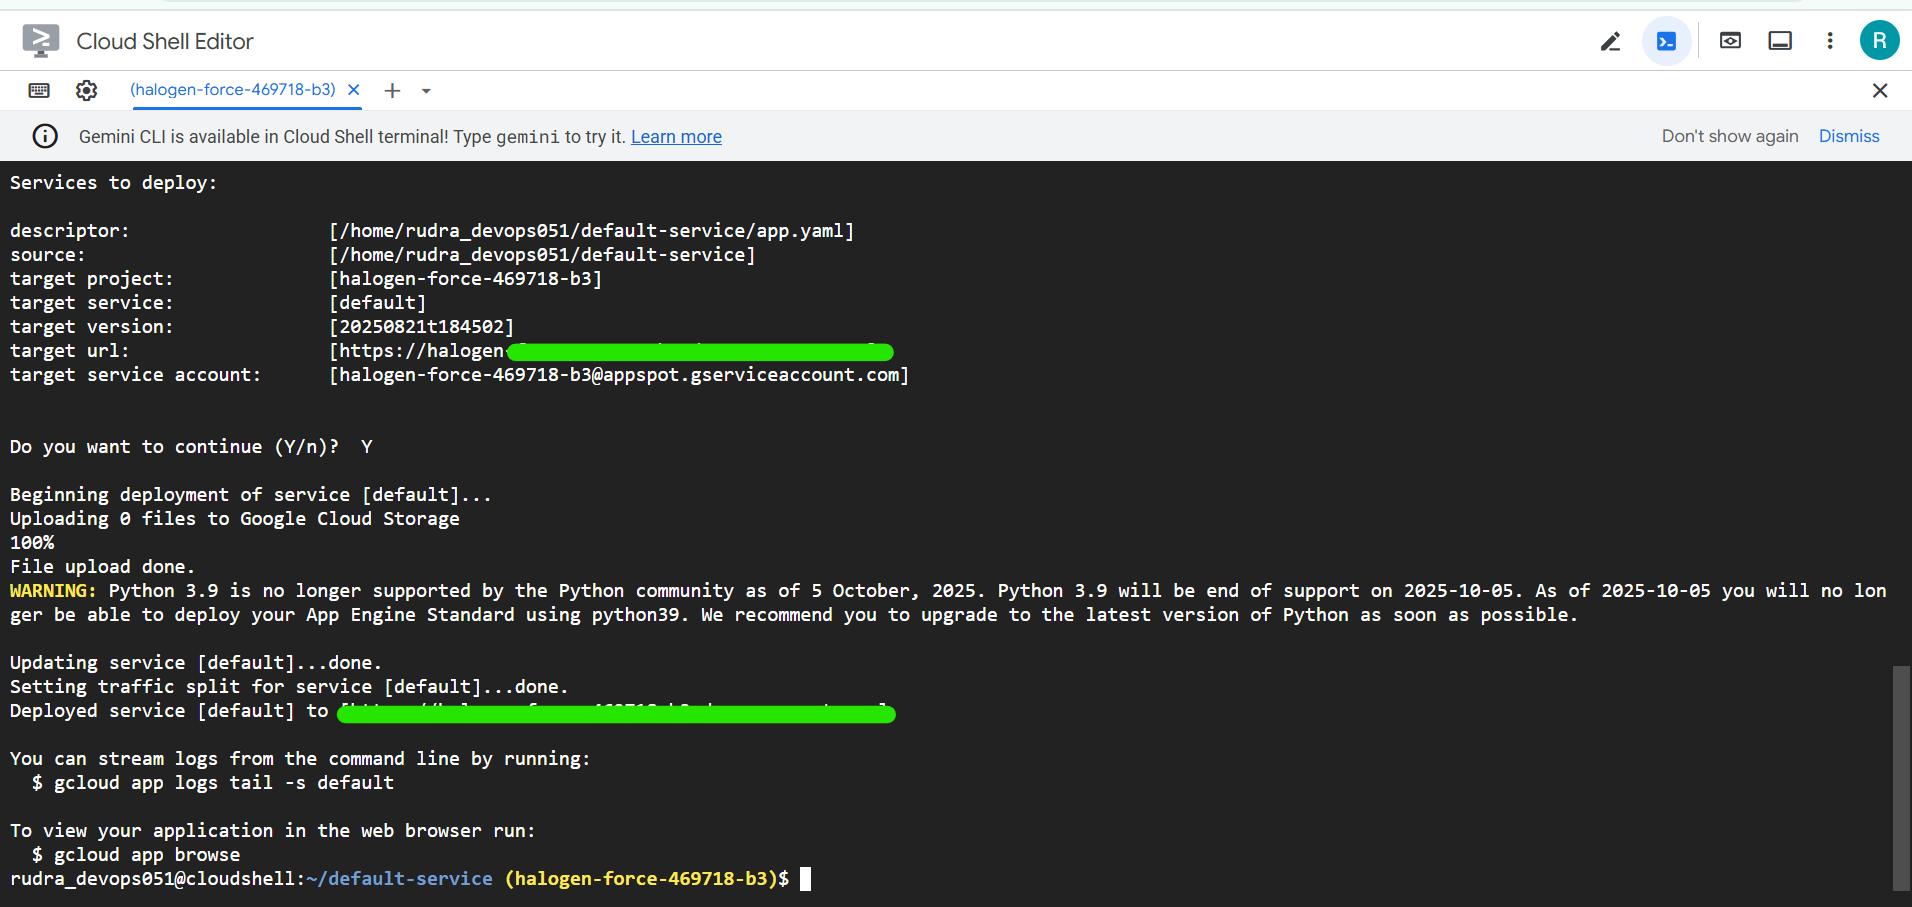 Cloud Shell Editor
R
(halogen-force-469718-b3)
Gemini CLI is available in Cloud Shell terminal! Type gemini to try it. Learn more
Don't show again
Dismiss
Services to deploy:
descriptor: [/home/rudra_devops051/default-service/app.yaml]
source: [/home/rudra_devops051/default-service]
target project: [halogen-force-469718-b3]
target service: [default]
target version: [20250821t184502]
target url: [https://halogen-
target service account: [halogen-force-469718-b3@appspot.gserviceaccount.com]
Do you want to continue (Y/n)? Y
Beginning deployment of service [default]...
Uploading 0 files to Google Cloud Storage
100%
File upload done.
WARNING: Python 3.9 is no longer supported by the Python community as of 5 October, 2025. Python 3.9 will be end of support on 2025-10-05. As of 2025-10-05 you will no lon
ger be able to deploy your App Engine Standard using python39. We recommend you to upgrade to the latest version of Python as soon as possible.
Updating service [default]...done.
Setting traffic split for service [default]...done.
Deployed service [default] to
You can stream logs from the command line by running:
$ gcloud app logs tail -s default
To view your application in the web browser run:
$ gcloud app browse
rudra_devops051@cloudshell:~/default-service (halogen-force-469718-b3)$